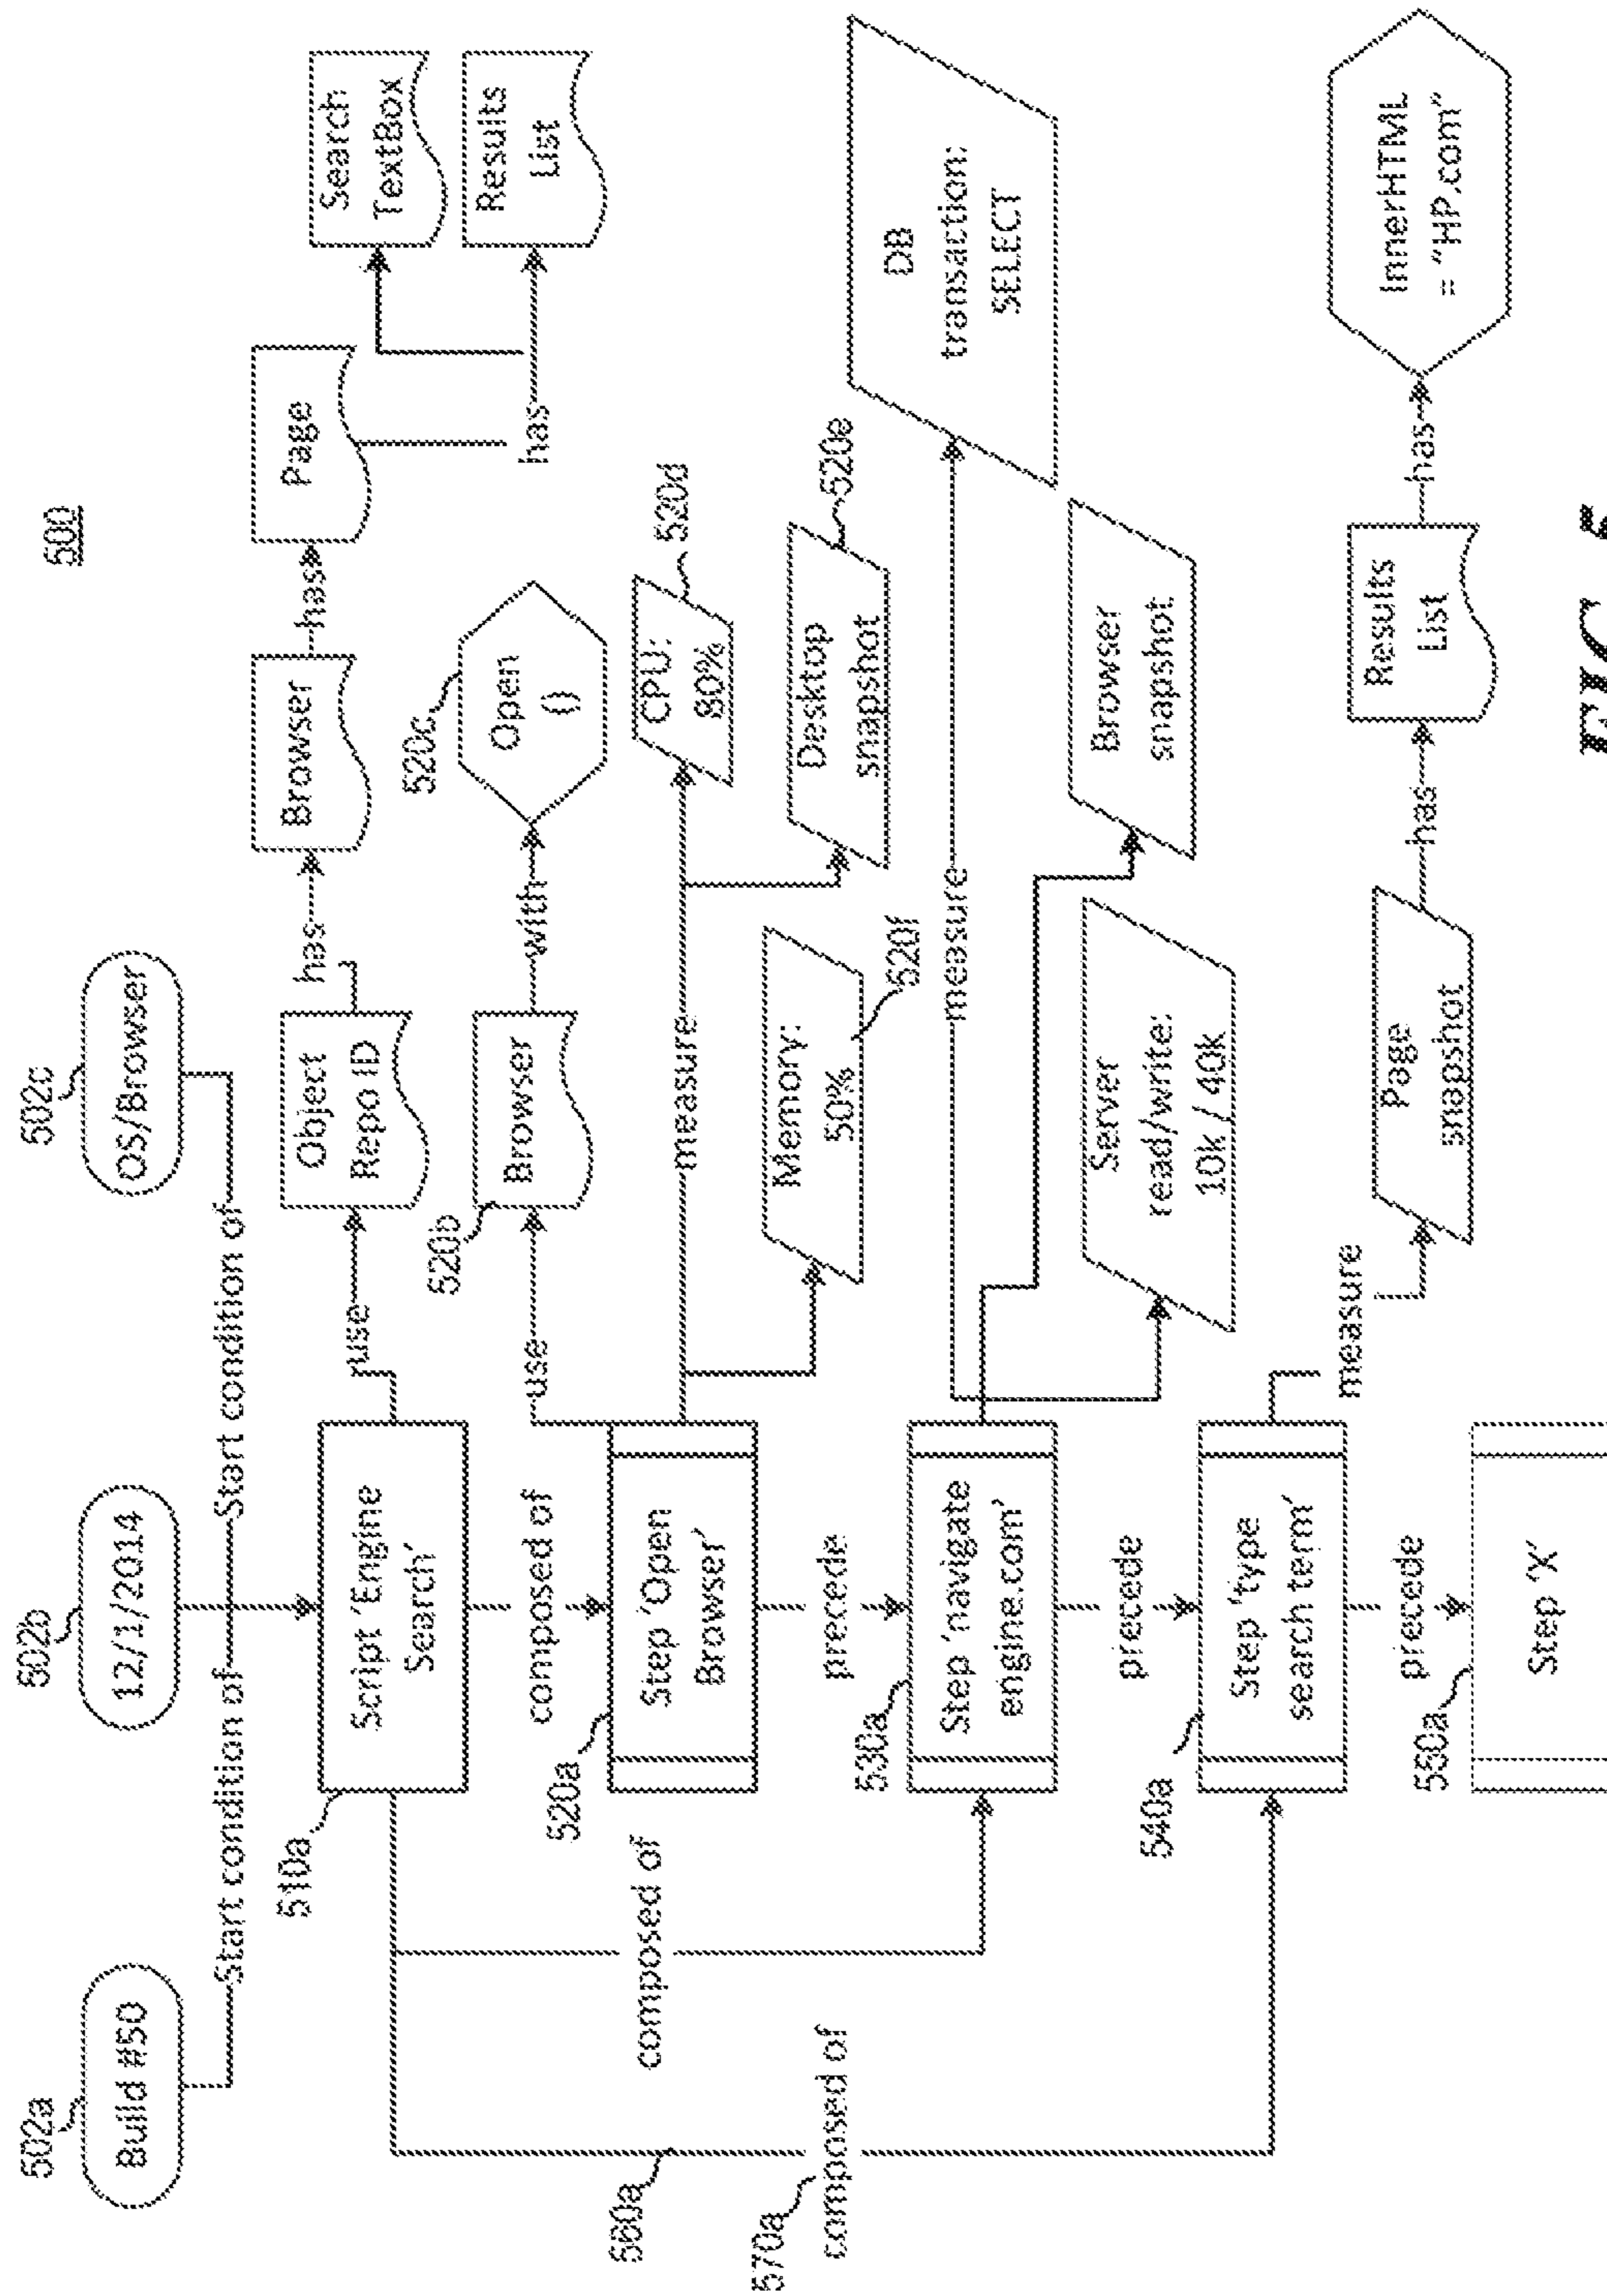 500
502a
502b
502c
Build #50
12/1/2014
OS/Browser
Start condition of
Start condition of
510a
Script 'Engine
Search'
use
Object
Repo ID
has
Browser
has
Page
has
Search
TextBox
Results
List
composed of
520a
Step 'Open
Browser'
use
520b
Browser
with
520c
Open
()
measure
CPU:
80%
520d
Desktop
snapshot
520e
Memory:
50%
520f
composed of
precede
530a
Step 'navigate
engine.com'
measure
DB
transaction:
SELECT
Browser
snapshot
Server
read/write:
10k / 40k
560a
570a
composed of
precede
540a
Step 'type
search term'
measure
Page
snapshot
has
Results
List
has
InnerHTML
= "HP.com"
precede
550a
Step 'X'
FIG. 5